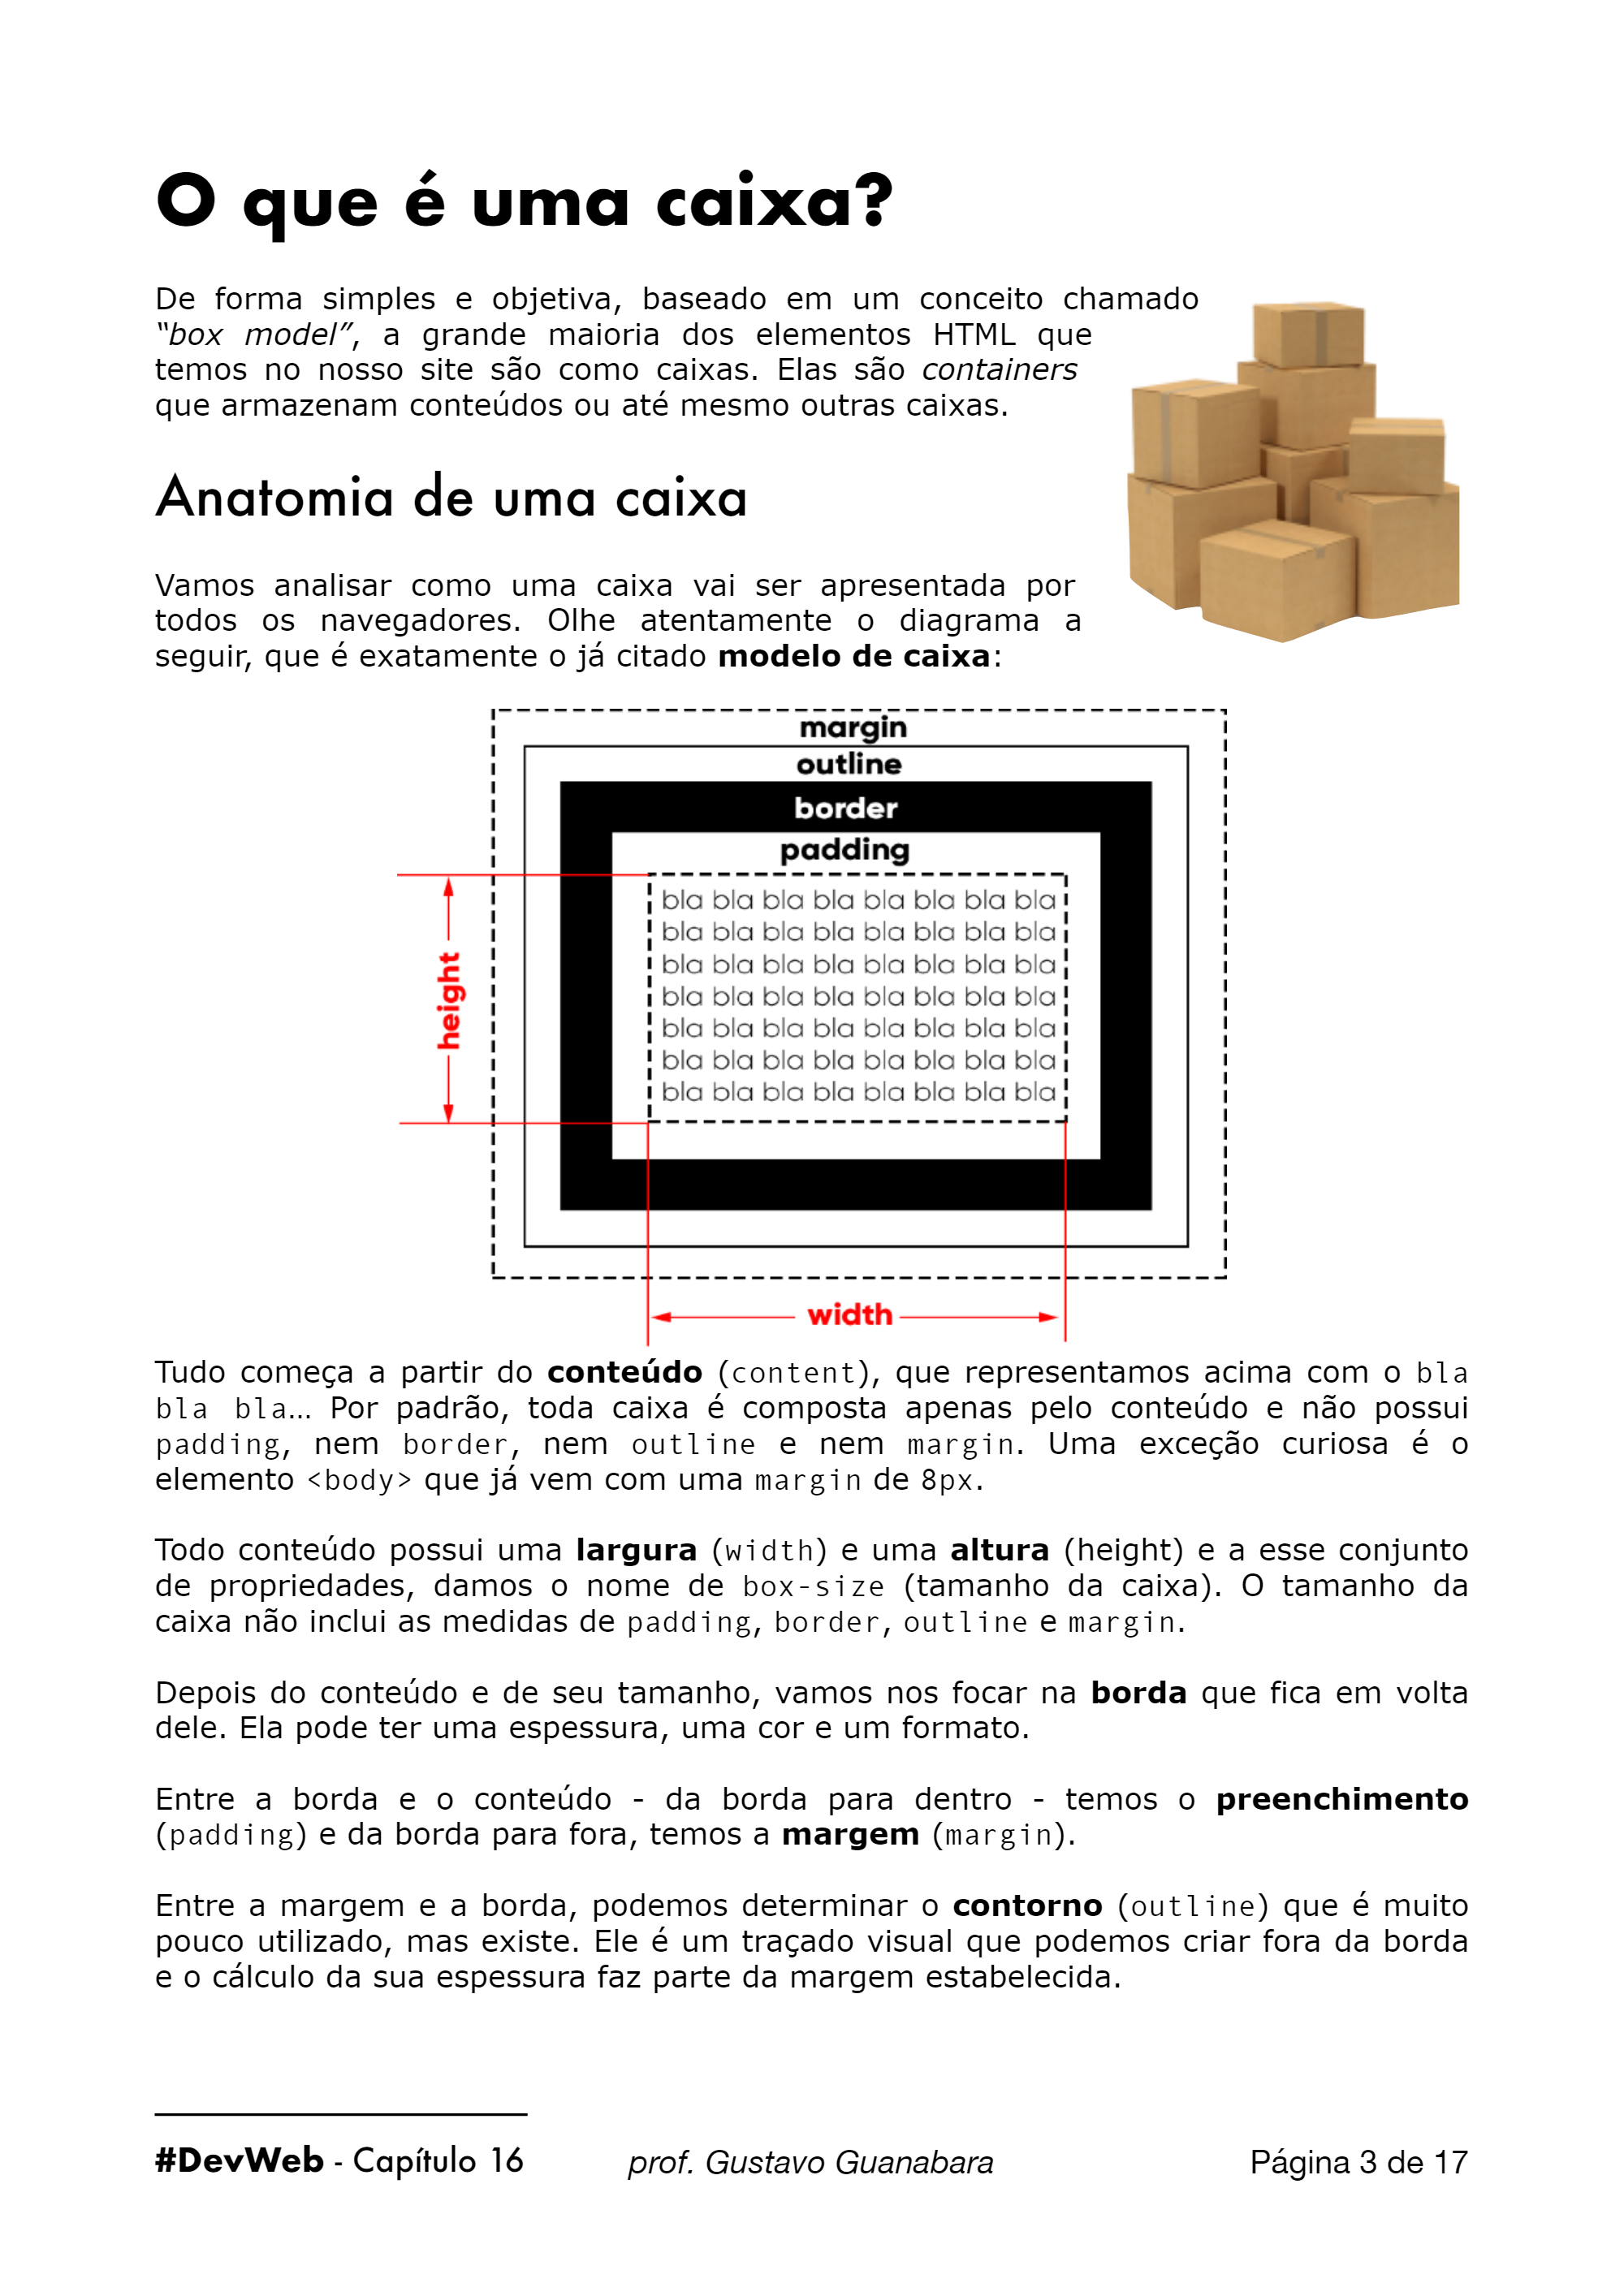 O que é uma caixa?
De forma simples e objetiva, baseado em um conceito chamado
“box model”, a grande maioria dos elementos HTML que
temos no nosso site são como caixas. Elas são containers
que armazenam conteúdos ou até mesmo outras caixas.
Anatomia de uma caixa
Vamos analisar como uma caixa vai ser apresentada por
todos os navegadores. Olhe atentamente o diagrama a
seguir, que é exatamente o já citado modelo de caixa:
margin
outline
border
padding
bla bla bla bla bla bla bla bla
bla bla bla bla bla bla bla bla
bla bla bla bla bla bla bla bla
bla bla bla bla bla bla bla bla
bla bla bla bla bla bla bla bla
bla bla bla bla bla bla bla bla
bla bla bla bla bla bla bla bla
height
width
Tudo começa a partir do conteúdo (content), que representamos acima com o bla
bla bla… Por padrão, toda caixa é composta apenas pelo conteúdo e não possui
padding, nem border, nem outline e nem margin. Uma exceção curiosa é o
elemento <body> que já vem com uma margin de 8px.
Todo conteúdo possui uma largura (width) e uma altura (height) e a esse conjunto
de propriedades, damos o nome de box-size (tamanho da caixa). O tamanho da
caixa não inclui as medidas de padding, border, outline e margin.
Depois do conteúdo e de seu tamanho, vamos nos focar na borda que fica em volta
dele. Ela pode ter uma espessura, uma cor e um formato.
Entre a borda e o conteúdo - da borda para dentro - temos o preenchimento
(padding) e da borda para fora, temos a margem (margin).
Entre a margem e a borda, podemos determinar o contorno (outline) que é muito
pouco utilizado, mas existe. Ele é um traçado visual que podemos criar fora da borda
e o cálculo da sua espessura faz parte da margem estabelecida.
#DevWeb - Capítulo 16 prof. Gustavo Guanabara Página 3 de 17